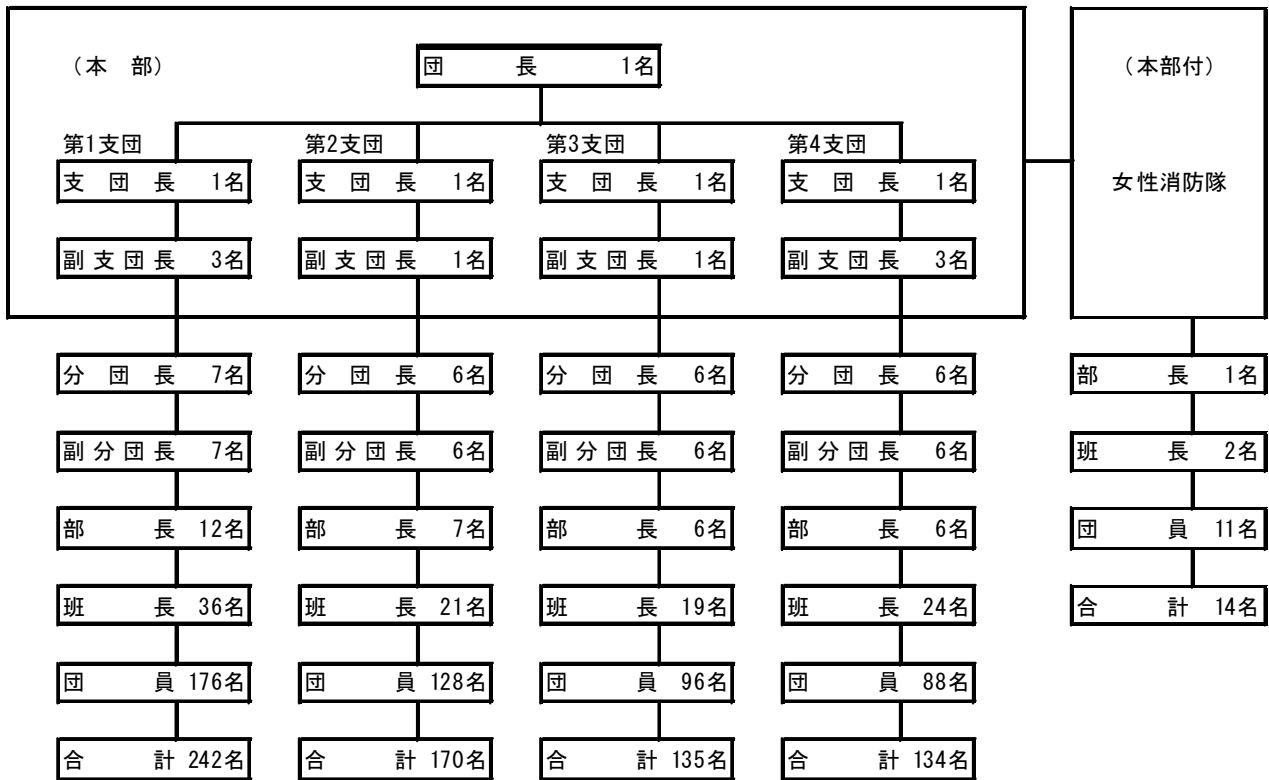 （本　部）
団　長　1名
（本部付）
第1支団
第2支団
第3支団
第4支団
支団長 1名
支団長 1名
支団長 1名
支団長 1名
女性消防隊
副支団長 3名
副支団長 1名
副支団長 1名
副支団長 3名
分団長 7名
分団長 6名
分団長 6名
分団長 6名
部長 1名
副分団長 7名
副分団長 6名
副分団長 6名
副分団長 6名
班長 2名
部長 12名
部長 7名
部長 6名
部長 6名
団員 11名
班長 36名
班長 21名
班長 19名
班長 24名
合計 14名
団員 176名
団員 128名
団員 96名
団員 88名
合計 242名
合計 170名
合計 135名
合計 134名